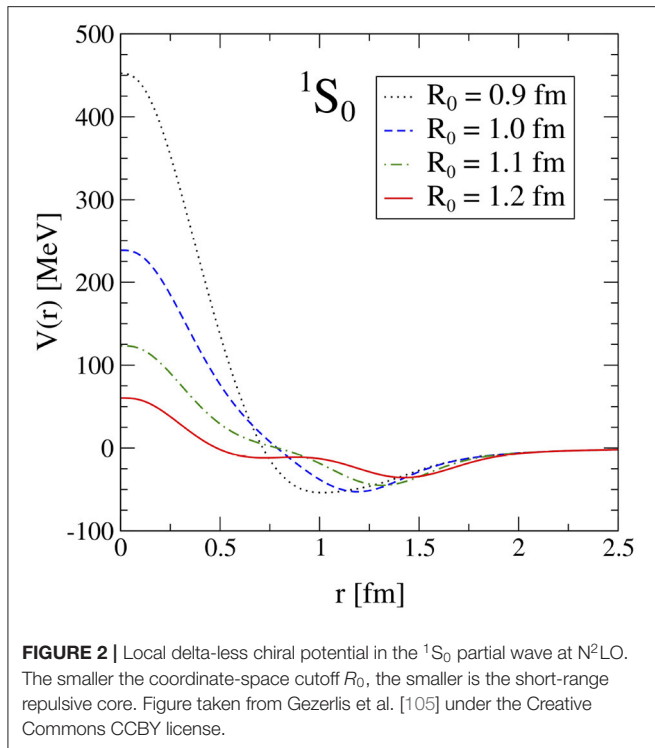 500
400
300
200
100
0
-100
V(r) [MeV]
¹S₀
R₀ = 0.9 fm
R₀ = 1.0 fm
R₀ = 1.1 fm
R₀ = 1.2 fm
0 0.5 1 1.5 2 2.5
r [fm]
FIGURE 2 | Local delta-less chiral potential in the ¹S₀ partial wave at N²LO.
The smaller the coordinate-space cutoff R₀, the smaller is the short-range
repulsive core. Figure taken from Gezerlis et al. [105] under the Creative
Commons CCBY license.